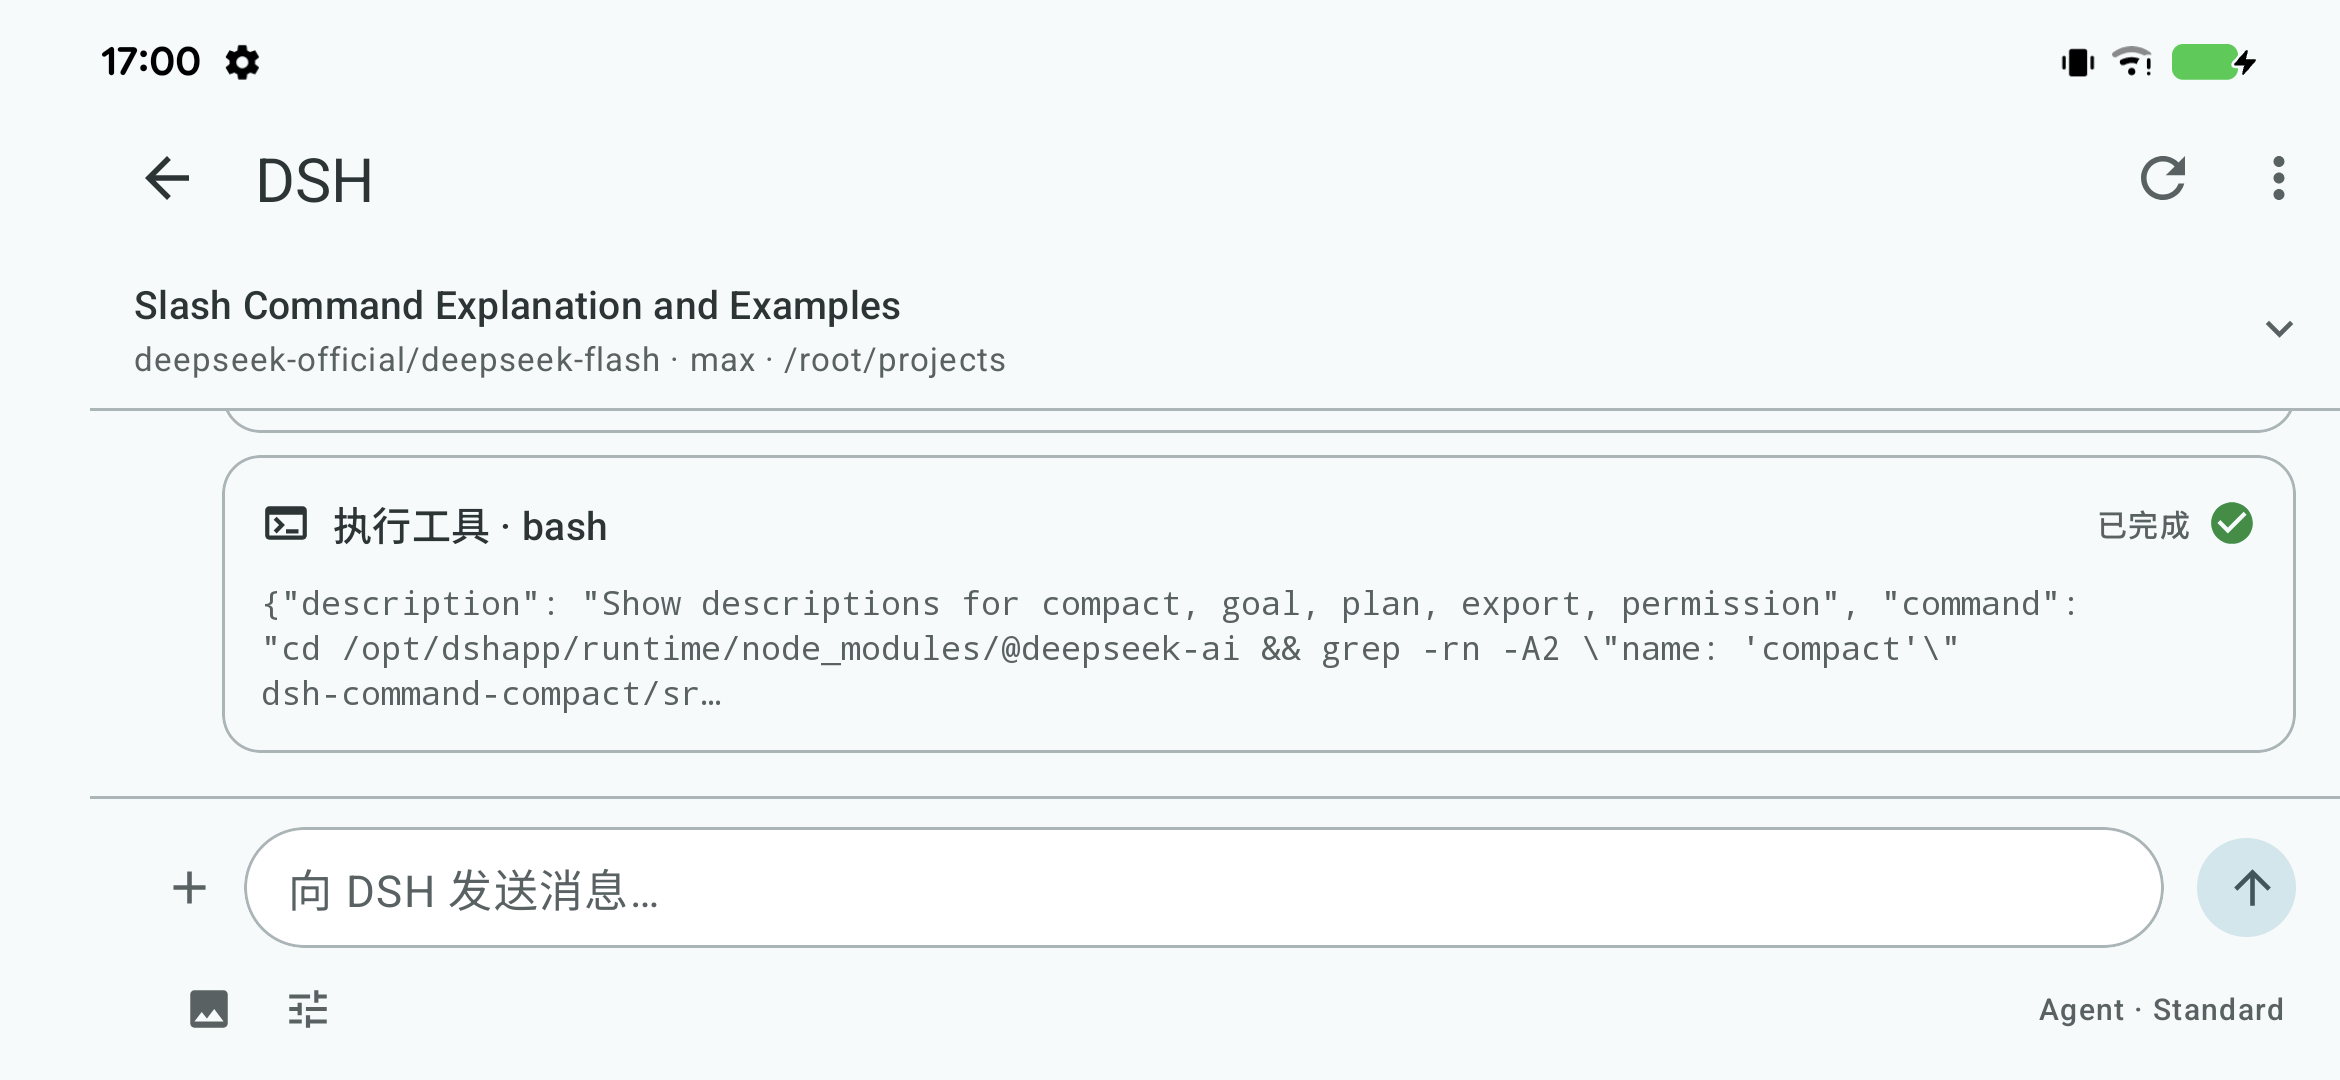 17:00
DSH
Slash Command Explanation and Examples
deepseek-official/deepseek-flash · max · /root/projects
执行工具 · bash
已完成
{"description": "Show descriptions for compact, goal, plan, export, permission", "command":
"cd /opt/dshapp/runtime/node_modules/@deepseek-ai && grep -rn -A2 \"name: 'compact'\"
dsh-command-compact/sr…
向 DSH 发送消息…
Agent · Standard